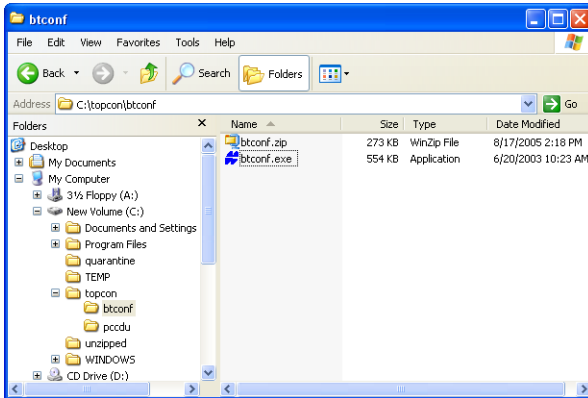 btconf
File Edit View Favorites Tools Help
Back Search Folders
Address C:\topcon\btconf Go
Folders Name Size Type Date Modified
Desktop btconf.zip 273 KB WinZip File 8/17/2005 2:18 PM
My Documents btconf.exe 554 KB Application 6/20/2003 10:23 AM
My Computer
3½ Floppy (A:)
New Volume (C:)
Documents and Settings
Program Files
quarantine
TEMP
topcon
btconf
pccdu
unzipped
WINDOWS
CD Drive (D:)